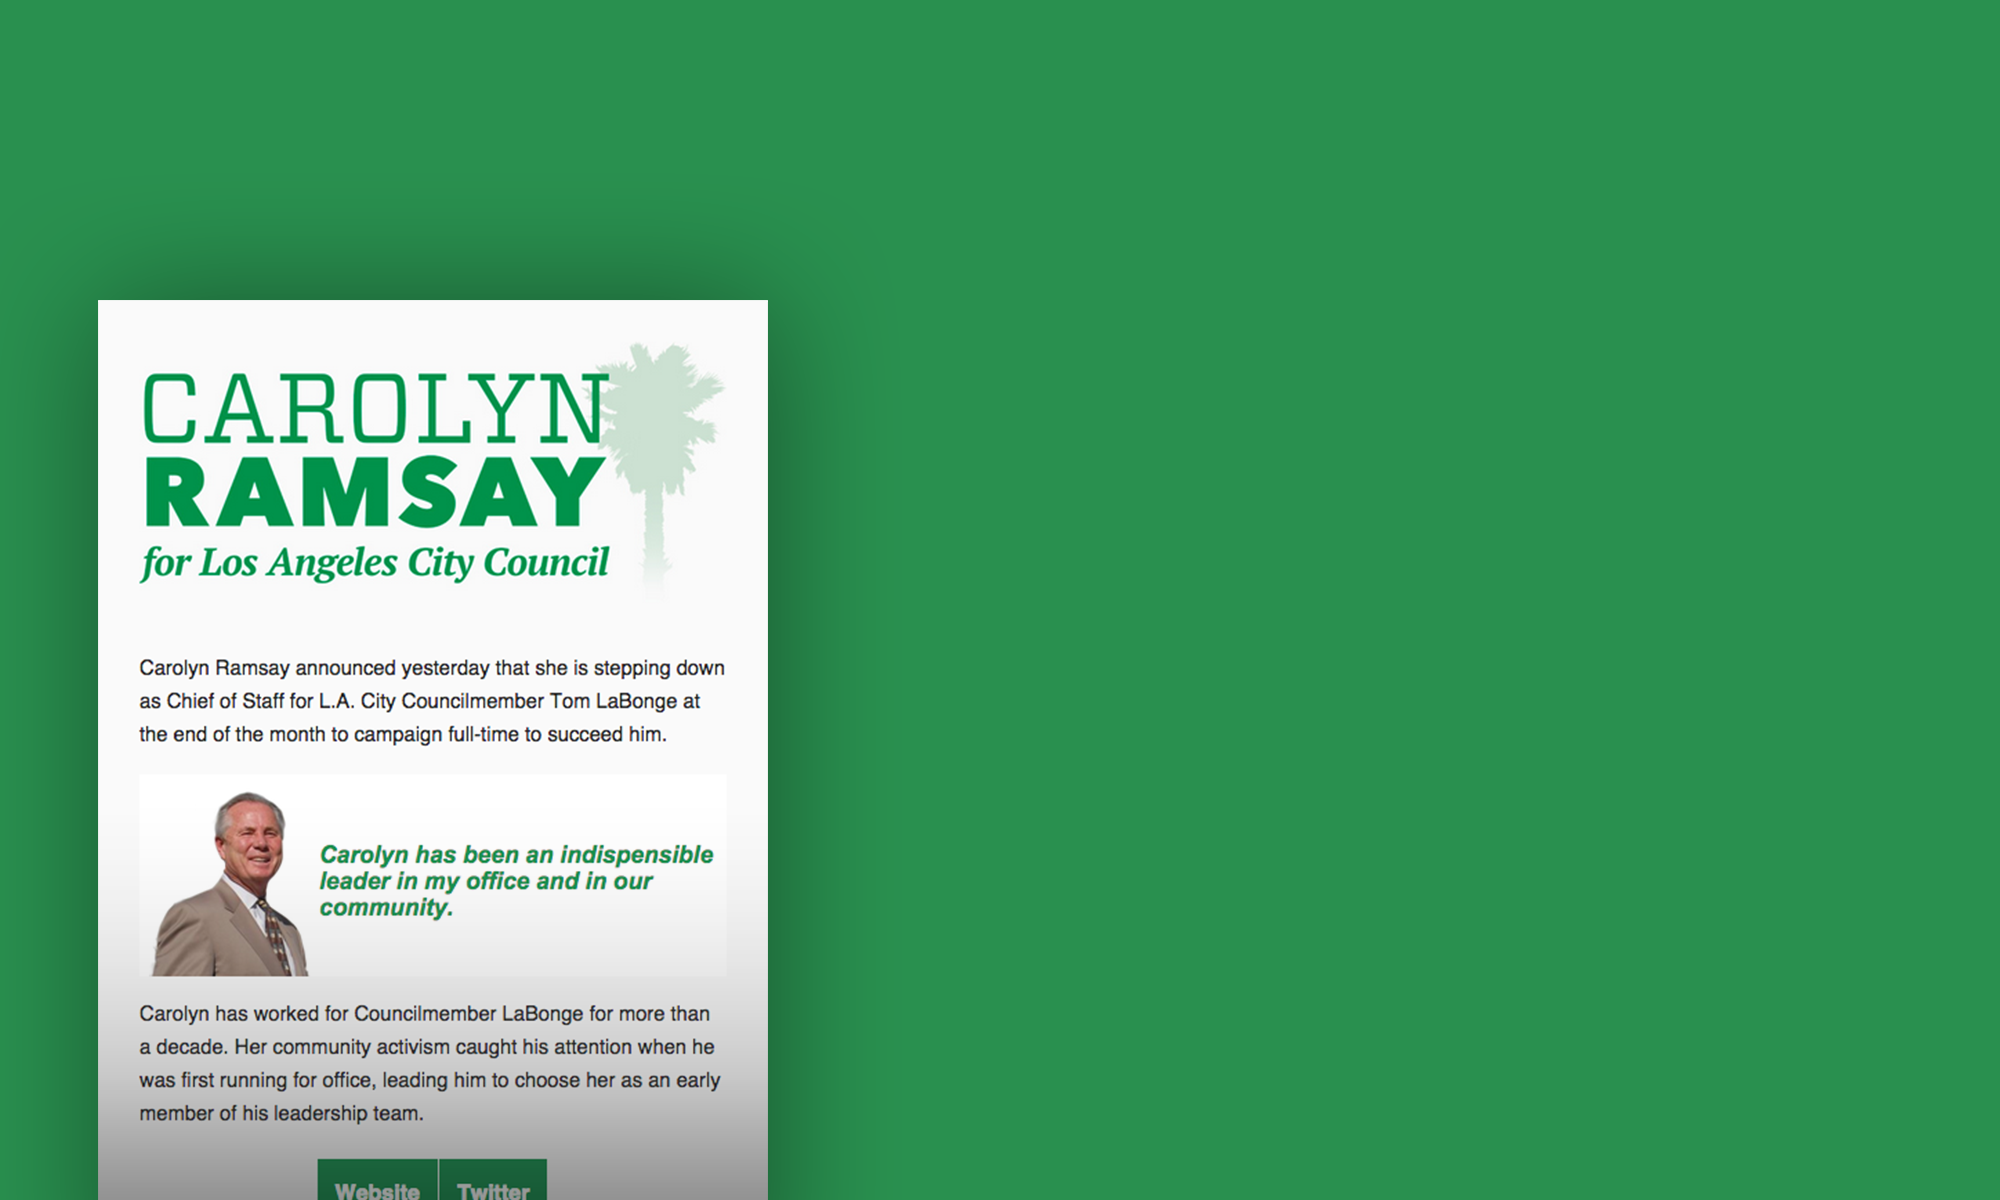 CAROLYN
RAMSAY
for Los Angeles City Council
Carolyn Ramsay announced yesterday that she is stepping down
as Chief of Staff for L.A. City Councilmember Tom LaBonge at
the end of the month to campaign full-time to succeed him.
Carolyn has been an indispensible
leader in my office and in our
community.
Carolyn has worked for Councilmember LaBonge for more than
a decade. Her community activism caught his attention when he
was first running for office, leading him to choose her as an early
member of his leadership team.
Website Twitter